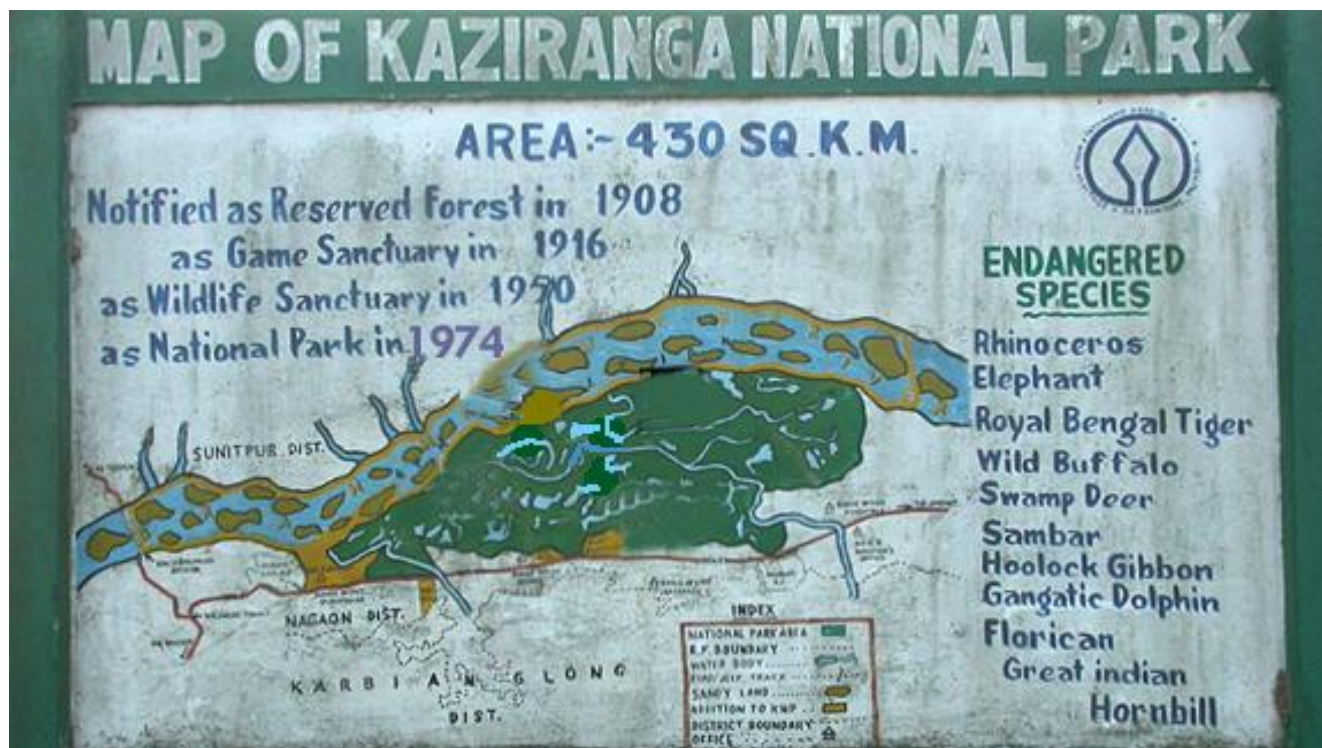 MAP OF KAZIRANGA NATIONAL PARK
AREA:- 430 SQ.K.M.
Notified as Reserved Forest in 1908
as Game Sanctuary in 1916
as Wildlife Sanctuary in 1950
as National Park in 1974
ENDANGERED
SPECIES
Rhinoceros
Elephant
Royal Bengal Tiger
Wild Buffalo
Swamp Deer
Sambar
Hoolock Gibbon
Gangatic Dolphin
Florican
Great indian
Hornbill
SUNITPUR DIST.
NAGAON DIST.
KARBI ANGLONG
DIST.
INDEX
NATIONAL PARK AREA
R.F BOUNDARY
WATER BODY
SANDY LAND
ADDITION TO KNP
DISTRICT BOUNDARY
OFFICE